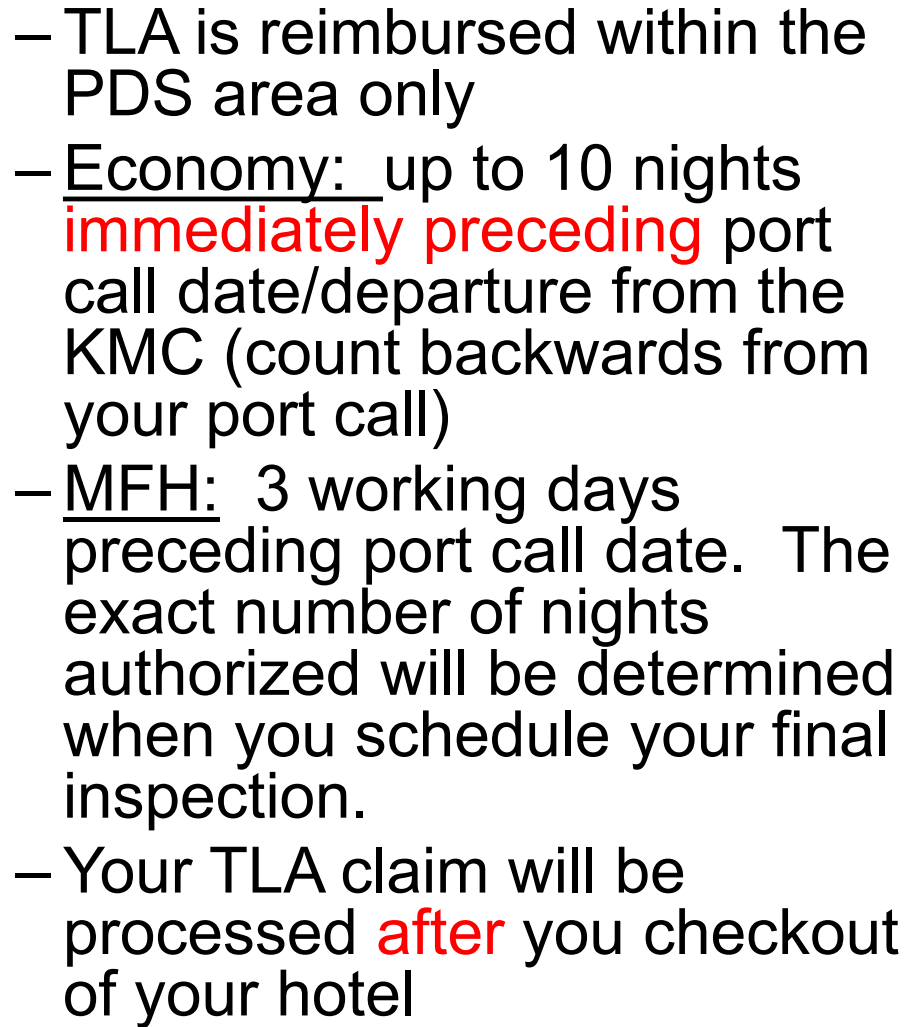 – TLA is reimbursed within the
PDS area only
– Economy: up to 10 nights
immediately preceding port
call date/departure from the
KMC (count backwards from
your port call)
– MFH: 3 working days
preceding port call date. The
exact number of nights
authorized will be determined
when you schedule your final
inspection.
– Your TLA claim will be
processed after you checkout
of your hotel